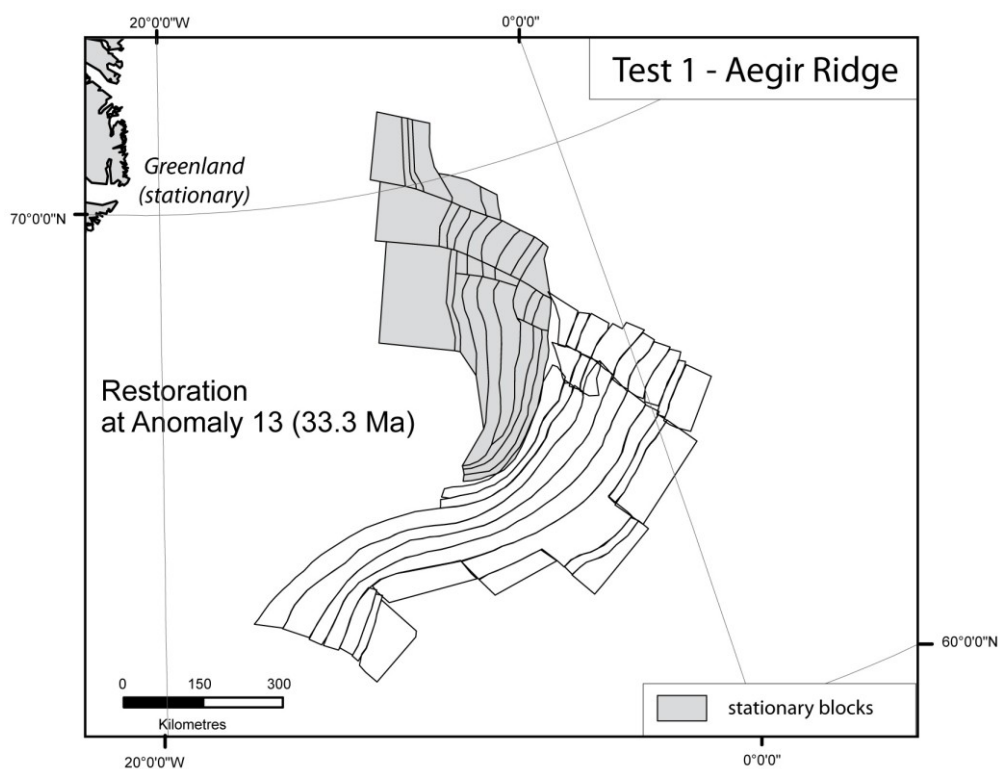 20°0'0"W
0°0'0"
Test 1 - Aegir Ridge
Greenland
(stationary)
70°0'0"N
Restoration
at Anomaly 13 (33.3 Ma)
60°0'0"N
0 150 300
Kilometres
stationary blocks
20°0'0"W
0°0'0"